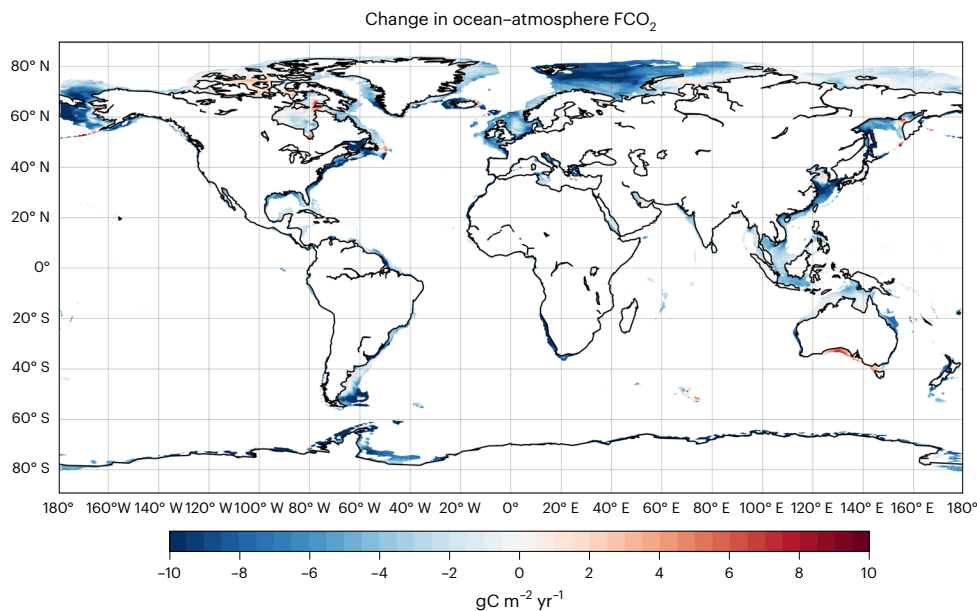 Change in ocean–atmosphere FCO₂
80° N
60° N
40° N
20° N
0°
20° S
40° S
60° S
80° S
180° 160°W 140° W 120° W 100° W 80° W 60° W 40° W 20° W 0° 20° E 40° E 60° E 80° E 100° E 120° E 140° E 160° E 180°
–10 –8 –6 –4 –2 0 2 4 6 8 10
gC m⁻² yr⁻¹